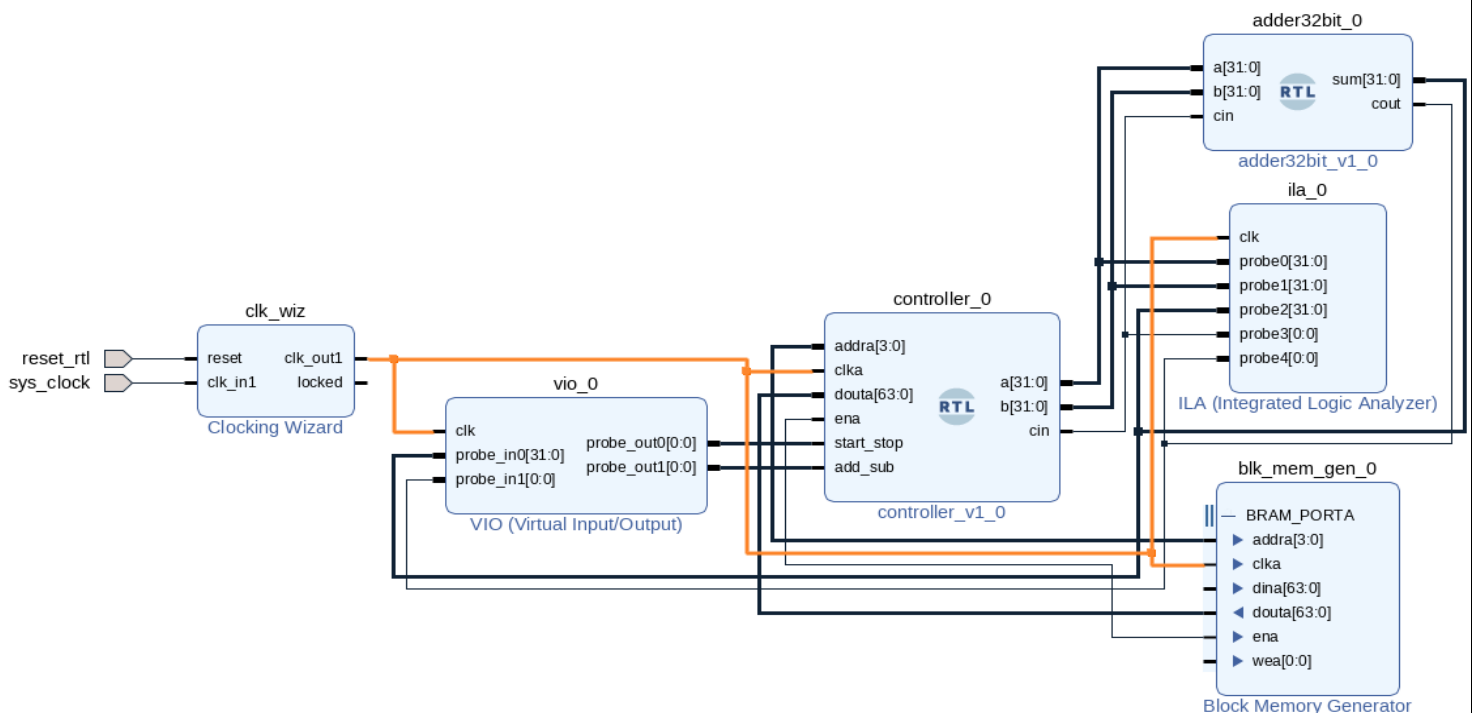 adder32bit_0
a[31:0]
b[31:0]
cin
RTL
sum[31:0]
cout
adder32bit_v1_0
ila_0
clk
probe0[31:0]
probe1[31:0]
probe2[31:0]
probe3[0:0]
probe4[0:0]
ILA (Integrated Logic Analyzer)
controller_0
addra[3:0]
clka
douta[63:0]
ena
start_stop
add_sub
RTL
a[31:0]
b[31:0]
cin
controller_v1_0
clk_wiz
reset_rtl
sys_clock
reset
clk_in1
clk_out1
locked
Clocking Wizard
vio_0
clk
probe_in0[31:0]
probe_in1[0:0]
probe_out0[0:0]
probe_out1[0:0]
VIO (Virtual Input/Output)
blk_mem_gen_0
BRAM_PORTA
addra[3:0]
clka
dina[63:0]
douta[63:0]
ena
wea[0:0]
Block Memory Generator